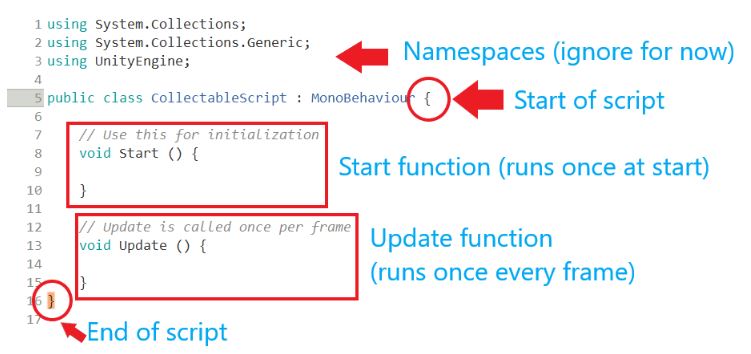 1 using System.Collections;
2 using System.Collections.Generic;
3 using UnityEngine;
Namespaces (ignore for now)
4
5 public class CollectableScript : MonoBehaviour {
Start of script
6
7 // Use this for initialization
8 void Start () {
Start function (runs once at start)
9
10 }
11
12 // Update is called once per frame
13 void Update () {
Update function
(runs once every frame)
14
15 }
16 }
17
End of script